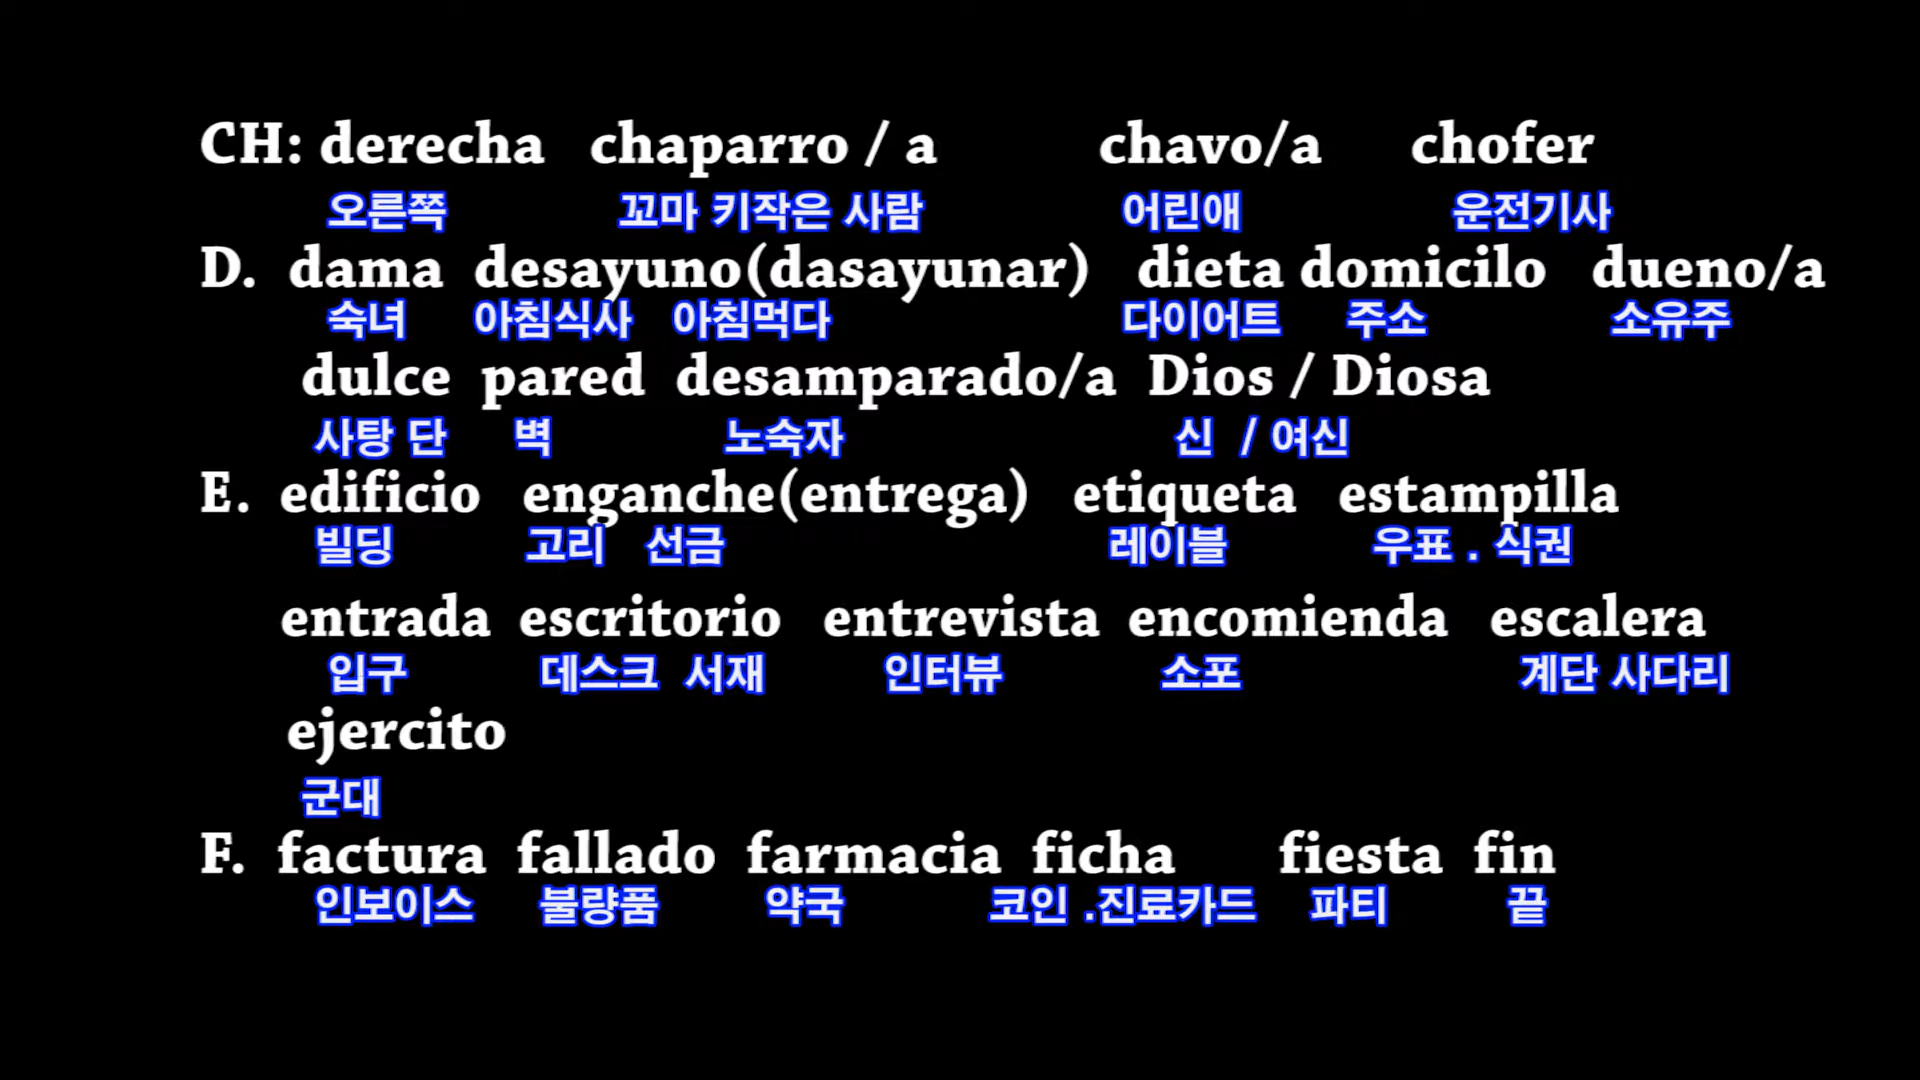 CH: derecha chaparro / a chavo/a chofer
오른쪽 꼬마 키작은 사람 어린애 운전기사
D. dama desayuno(dasayunar) dieta domicilo dueno/a
숙녀 아침식사 아침먹다 다이어트 주소 소유주
dulce pared desamparado/a Dios / Diosa
사탕 단 벽 노숙자 신 / 여신
E. edificio enganche(entrega) etiqueta estampilla
빌딩 고리 선금 레이블 우표 . 식권
entrada escritorio entrevista encomienda escalera
입구 데스크 서재 인터뷰 소포 계단 사다리
ejercito
군대
F. factura fallado farmacia ficha fiesta fin
인보이스 불량품 약국 코인 .진료카드 파티 끝